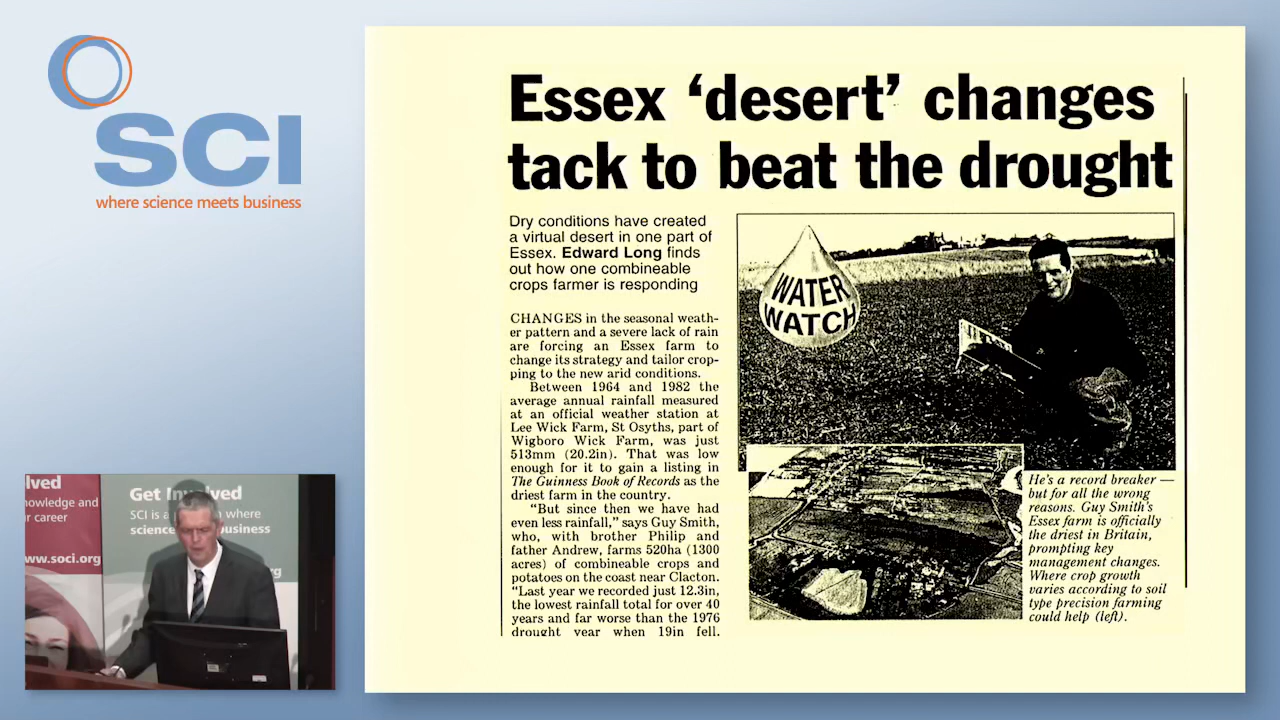 SCI
where science meets business
Essex ‘desert’ changes
tack to beat the drought
Dry conditions have created
a virtual desert in one part of
Essex. Edward Long finds
out how one combineable
crops farmer is responding
CHANGES in the seasonal weath-
er pattern and a severe lack of rain
are forcing an Essex farm to
change its strategy and tailor crop-
ping to the new arid conditions.
Between 1964 and 1982 the
average annual rainfall measured
at an official weather station at
Lee Wick Farm, St Osyths, part of
Wigboro Wick Farm, was just
513mm (20.2in). That was low
enough for it to gain a listing in
The Guinness Book of Records as the
driest farm in the country.
“But since then we have had
even less rainfall,” says Guy Smith,
who, with brother Philip and
father Andrew, farms 520ha (1300
acres) of combineable crops and
potatoes on the coast near Clacton.
“Last year we recorded just 12.3in,
the lowest rainfall total for over 40
years and far worse than the 1976
drought year when 19in fell.
WATER
WATCH
He's a record breaker —
but for all the wrong
reasons. Guy Smith's
Essex farm is officially
the driest in Britain,
prompting key
management changes.
Where crop growth
varies according to soil
type precision farming
could help (left).
lved
nowledge and
r career
www.soci.org
Get Involved
SCI is a where
science business
rg